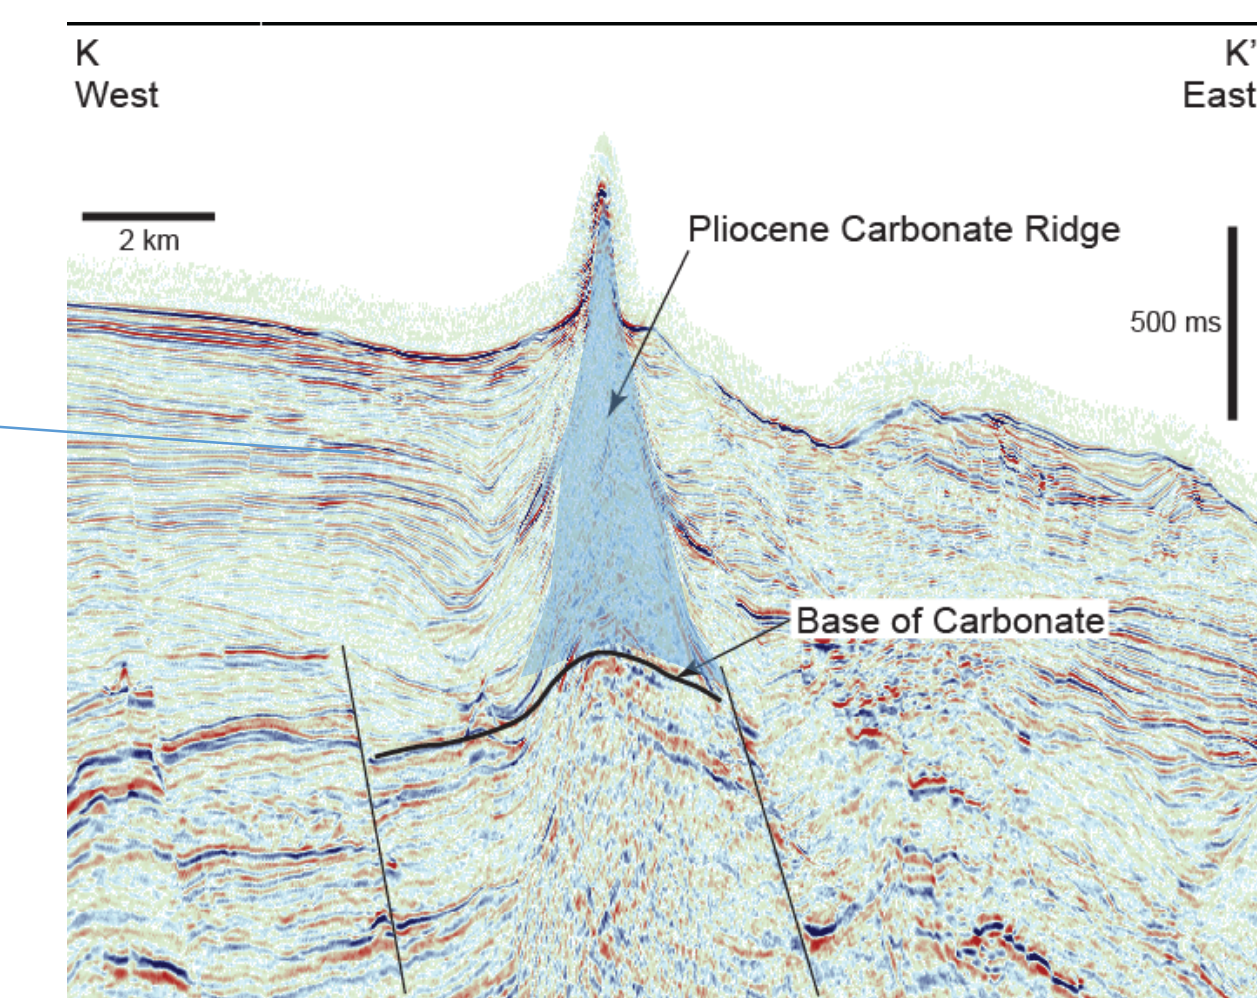 K
West
K’
East
2 km
Pliocene Carbonate Ridge
500 ms
Base of Carbonate